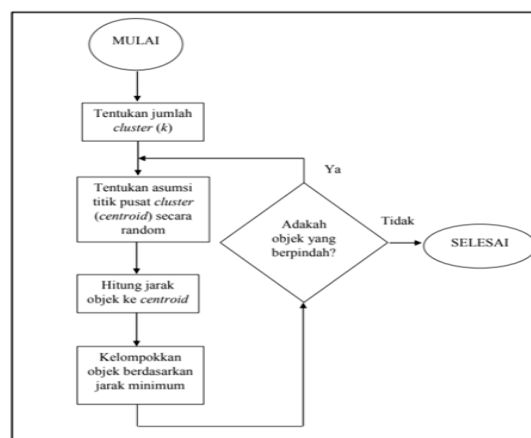 MULAI
Tentukan jumlah
cluster (k)
Tentukan asumsi
titik pusat cluster
(centroid) secara
random
Hitung jarak
objek ke centroid
Kelompokkan
objek berdasarkan
jarak minimum
Ya
Adakah
objek yang
berpindah?
Tidak
SELESAI